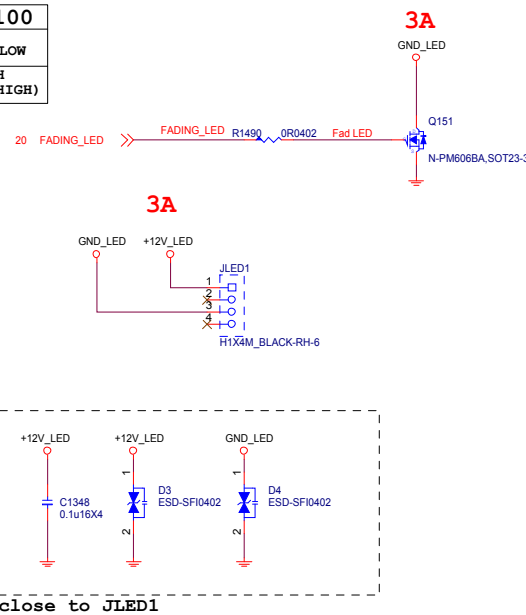 100
LOW
H
HIGH)
3A
GND_LED
Q151
20 FADING_LED
FADING_LED R1490 0R0402 Fad LED
N-PM606BA,SOT23-3
3A
GND_LED +12V_LED
JLED1
1
2
3
4
H1X4M_BLACK-RH-6
+12V_LED +12V_LED GND_LED
1 1
C1348 D3 D4
0.1u16X4 ESD-SFI0402 ESD-SFI0402
2 2
close to JLED1